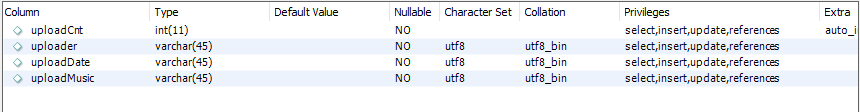 Column Type Default Value Nullable Character Set Collation Privileges Extra
uploadCnt int(11) NO select,insert,update,references auto_i
uploader varchar(45) NO utf8 utf8_bin select,insert,update,references
uploadDate varchar(45) NO utf8 utf8_bin select,insert,update,references
uploadMusic varchar(45) NO utf8 utf8_bin select,insert,update,references